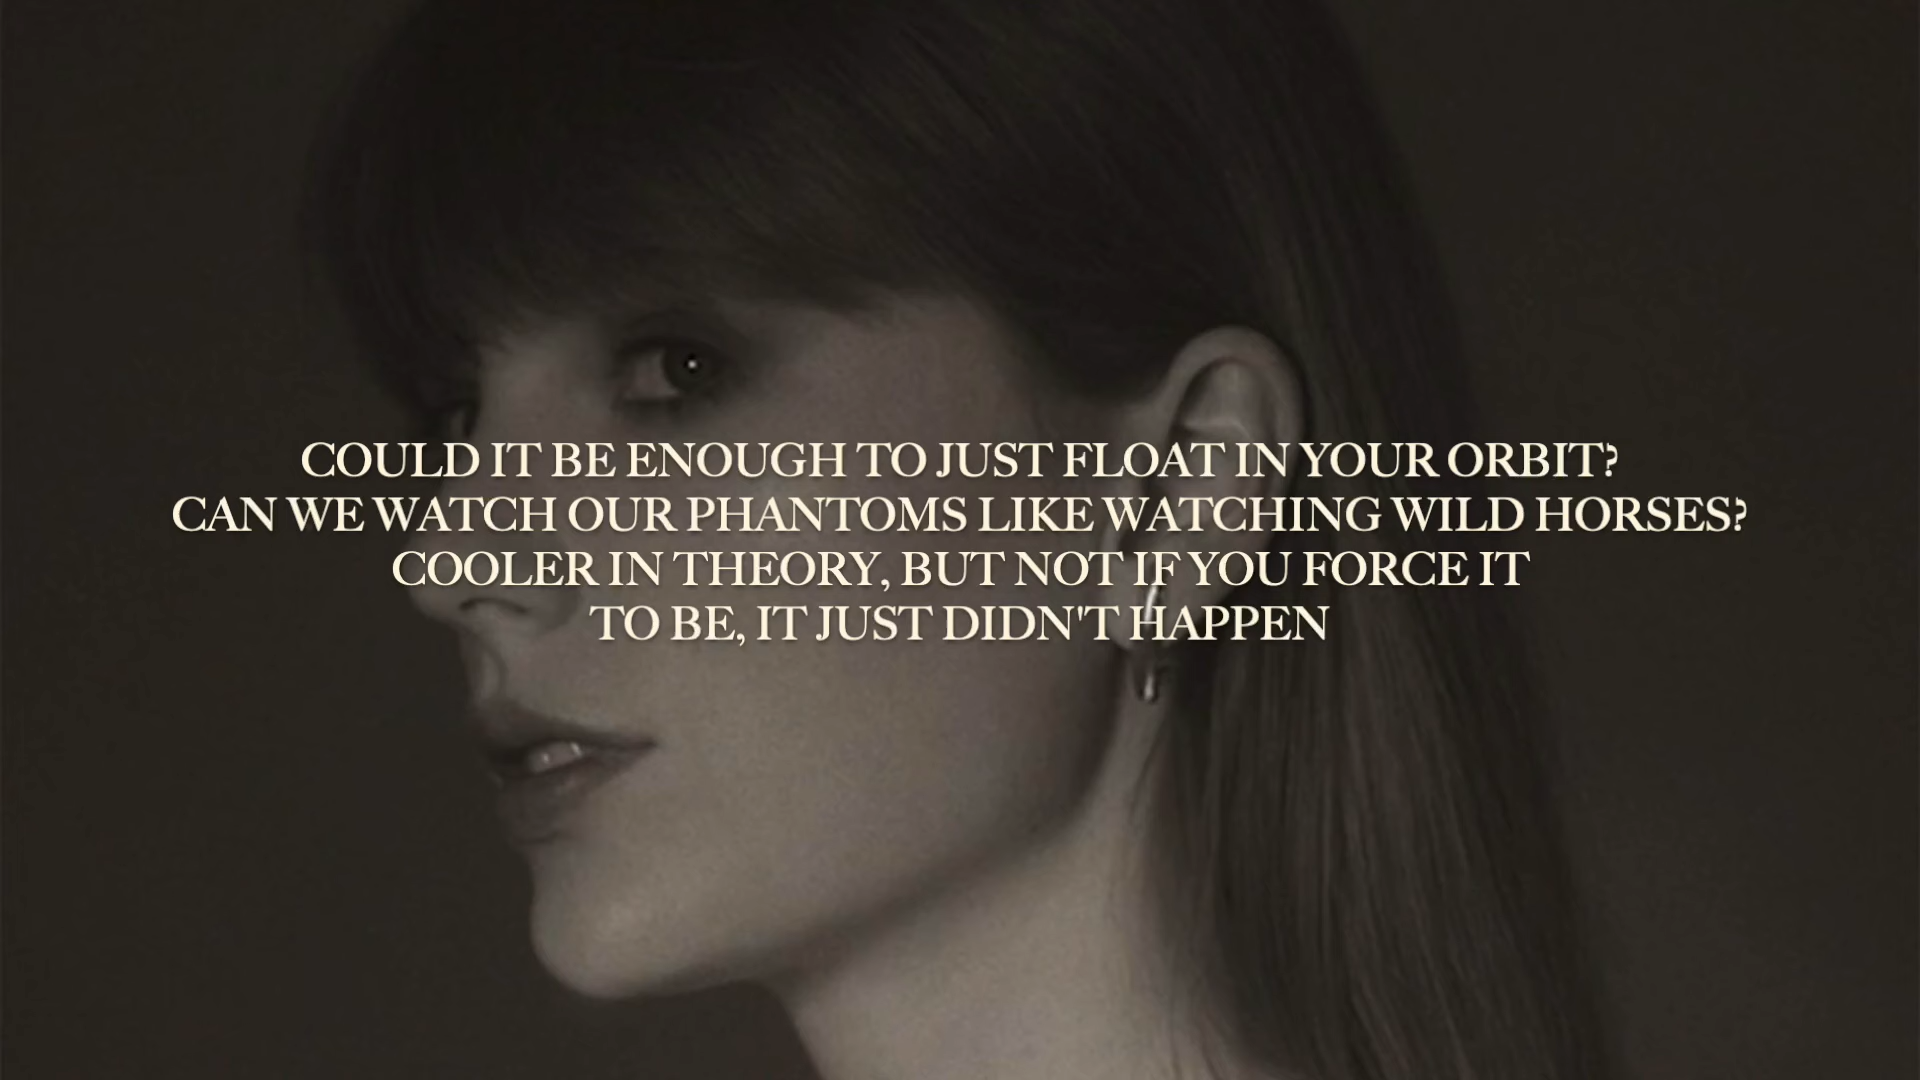 COULD IT BE ENOUGH TO JUST FLOAT IN YOUR ORBIT?
CAN WE WATCH OUR PHANTOMS LIKE WATCHING WILD HORSES?
COOLER IN THEORY, BUT NOT IF YOU FORCE IT
TO BE, IT JUST DIDN'T HAPPEN